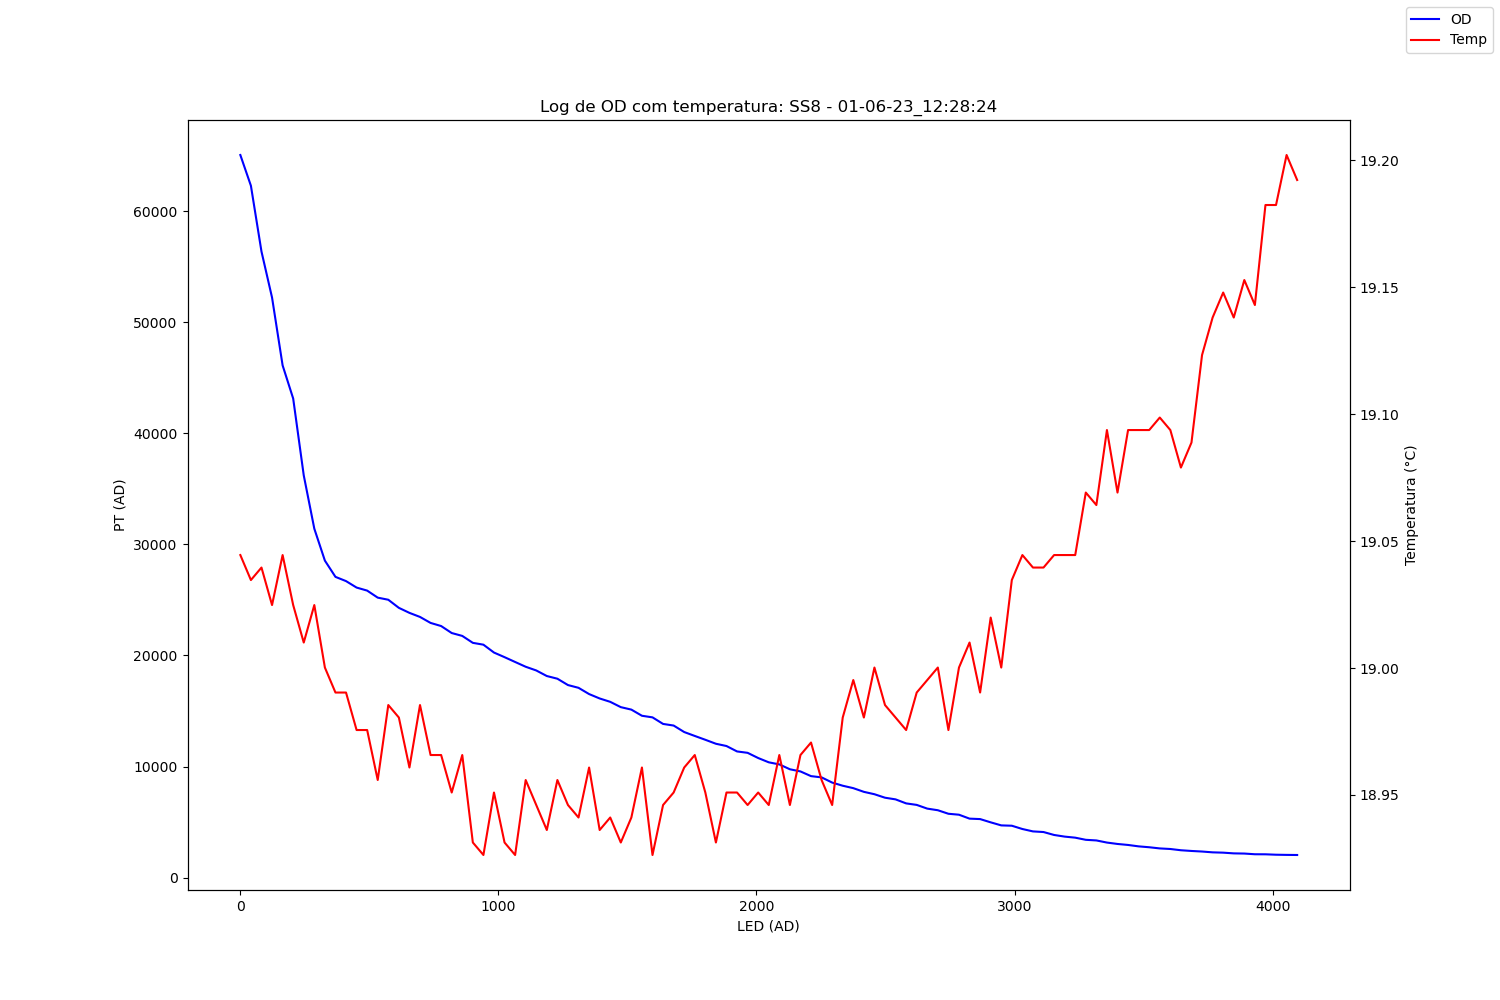 OD
Temp
Log de OD com temperatura: SS8 - 01-06-23_12:28:24
PT (AD)
60000
50000
40000
30000
20000
10000
0
0 1000 2000 3000 4000
LED (AD)
19.20
19.15
19.10
19.05
19.00
18.95
Temperatura (°C)